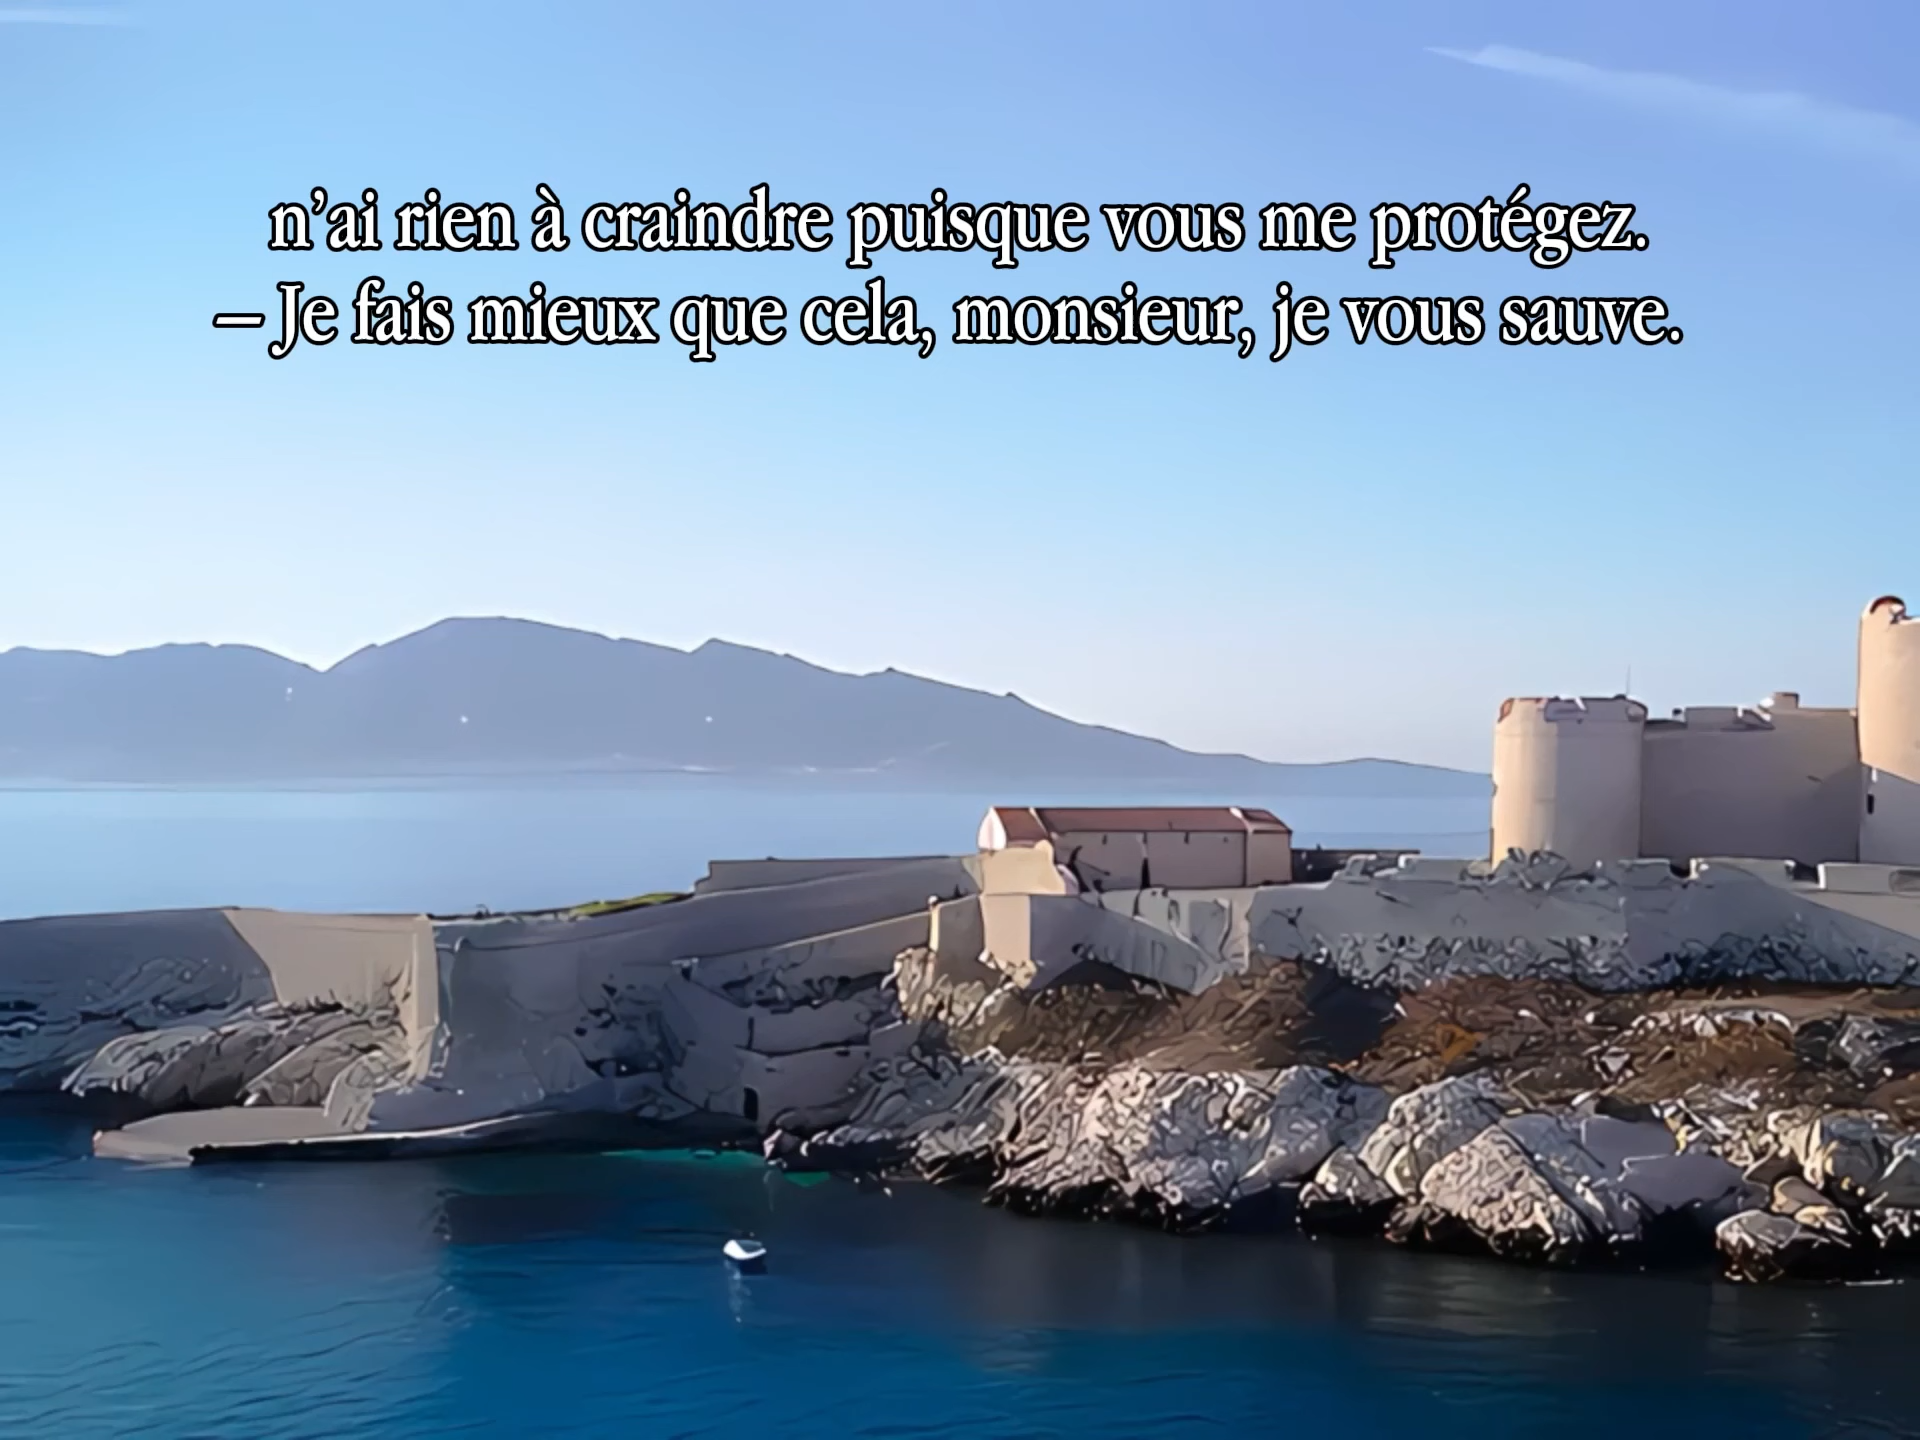 n’ai rien à craindre puisque vous me protégez.
– Je fais mieux que cela, monsieur, je vous sauve.